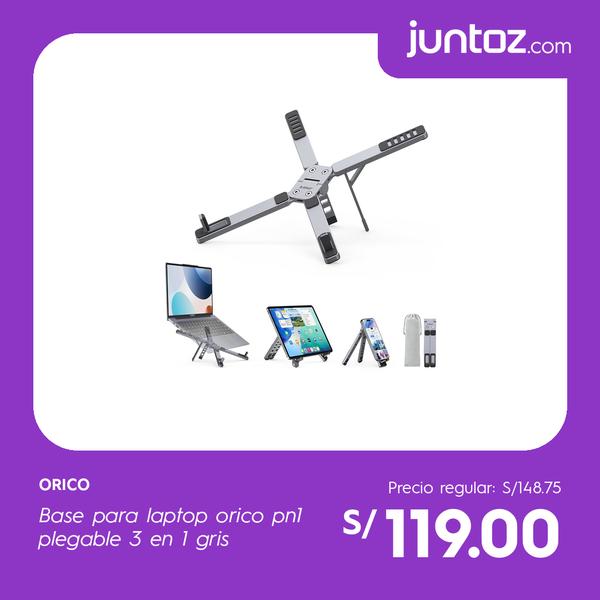 juntoz.com
ORICO
Base para laptop orico pn1
plegable 3 en 1 gris
Precio regular: S/148.75
S/119.00